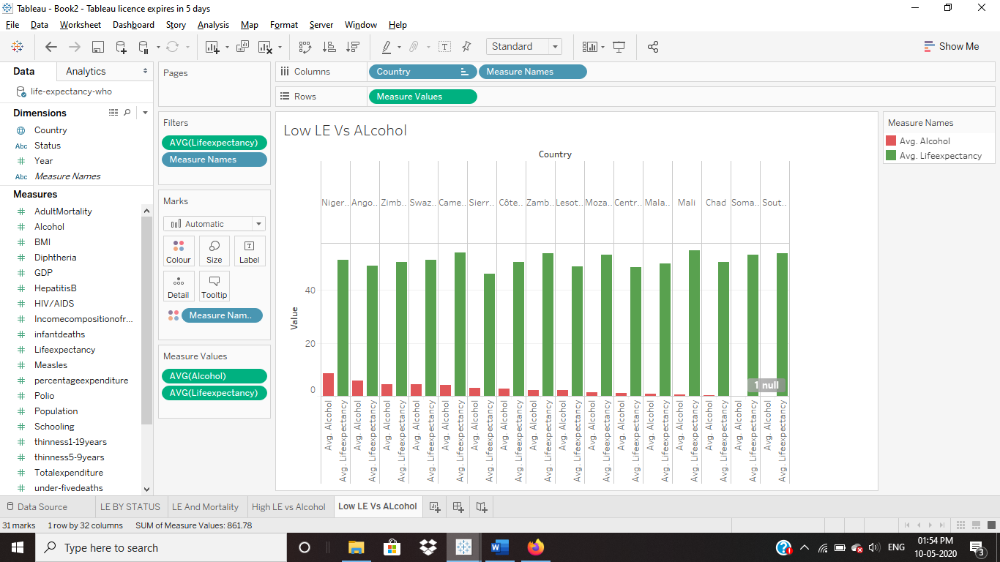 Tableau - Book2 - Tableau licence expires in 5 days
File Data Worksheet Dashboard Story Analysis Map Format Server Window Help
Standard
Show Me
Data Analytics
life-expectancy-who
Dimensions
Country
Abc Status
Year
Abc Measure Names
Measures
AdultMortality
Alcohol
BMI
Diphtheria
GDP
HepatitisB
HIV/AIDS
Incomecompositionofr...
infantdeaths
Lifeexpectancy
Measles
percentageexpenditure
Polio
Population
Schooling
thinness1-19years
thinness5-9years
Totalexpenditure
under-fivedeaths
Pages
Filters
AVG(Lifeexpectancy)
Measure Names
Marks
Automatic
Colour Size Label
Detail Tooltip
Measure Nam..
Measure Values
AVG(Alcohol)
AVG(Lifeexpectancy)
Columns Country Measure Names
Rows Measure Values
Low LE Vs ALcohol
Country
Niger.. Ango.. Zimb.. Swaz.. Came.. Sierr.. Côte.. Zamb.. Lesot.. Moza.. Centr.. Mala.. Mali Chad Soma.. Sout..
Value
40
20
0
1 null
Avg. Alcohol Avg. Lifeexpectancy Avg. Alcohol Avg. Lifeexpectancy Avg. Alcohol Avg. Lifeexpectancy Avg. Alcohol Avg. Lifeexpectancy Avg. Alcohol Avg. Lifeexpectancy Avg. Alcohol Avg. Lifeexpectancy Avg. Alcohol Avg. Lifeexpectancy Avg. Alcohol Avg. Lifeexpectancy Avg. Alcohol Avg. Lifeexpectancy Avg. Alcohol Avg. Lifeexpectancy Avg. Alcohol Avg. Lifeexpectancy Avg. Alcohol Avg. Lifeexpectancy Avg. Alcohol Avg. Lifeexpectancy Avg. Alcohol Avg. Lifeexpectancy Avg. Alcohol Avg. Lifeexpectancy Avg. Alcohol Avg. Lifeexpectancy
Measure Names
Avg. Alcohol
Avg. Lifeexpectancy
Data Source LE BY STATUS LE And Mortality High LE vs Alcohol Low LE Vs ALcohol
31 marks 1 row by 32 columns SUM of Measure Values: 861.78
Type here to search
ENG
01:54 PM
10-05-2020
3